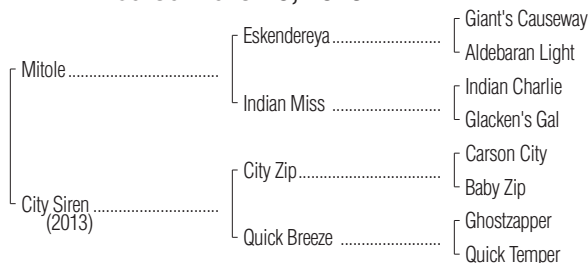 Giant's Causeway
Eskendereya
Aldebaran Light
Mitole
Indian Charlie
Indian Miss
Glacken's Gal
Carson City
City Zip
Baby Zip
City Siren
(2013)
Ghostzapper
Quick Breeze
Quick Temper